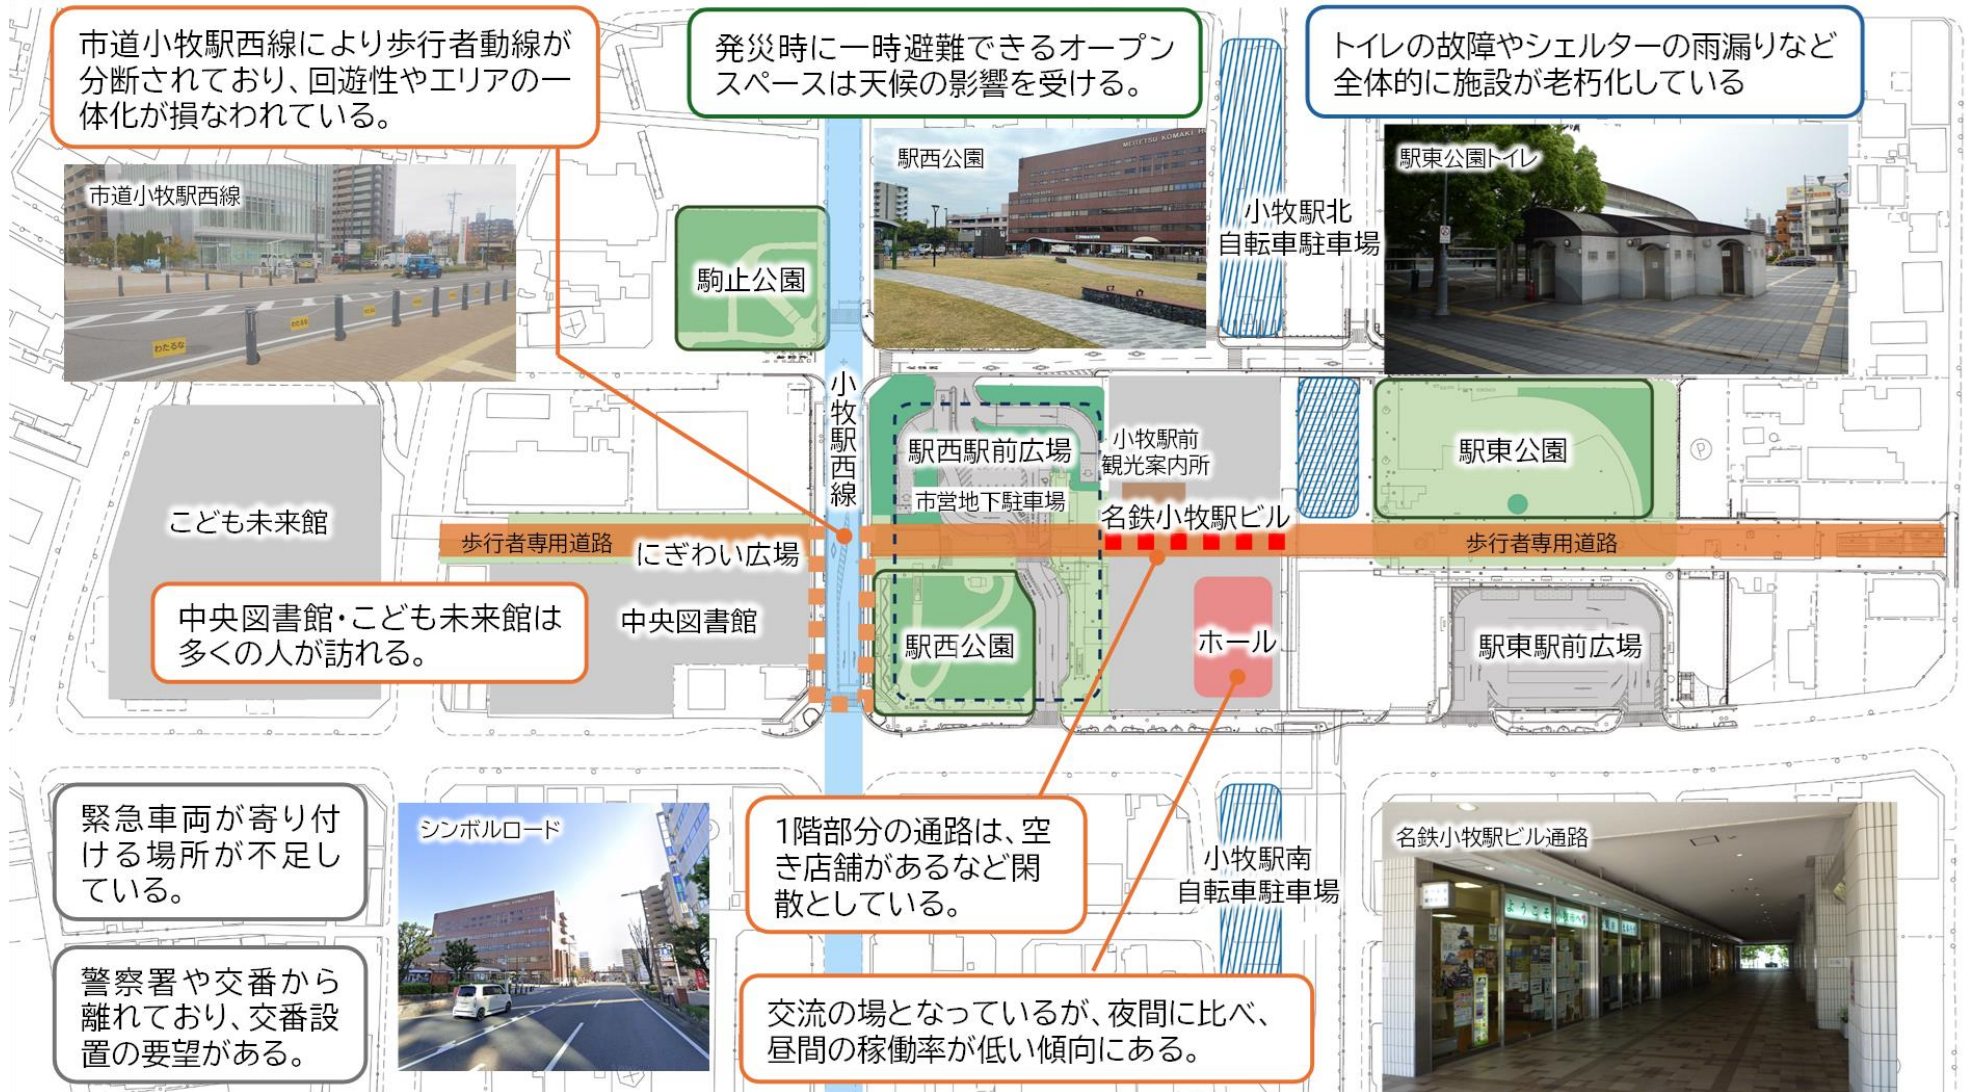 市道小牧駅西線により歩行者動線が
分断されており、回遊性やエリアの一
体化が損なわれている。
発災時に一時避難できるオープン
スペースは天候の影響を受ける。
トイレの故障やシェルターの雨漏りなど
全体的に施設が老朽化している
市道小牧駅西線
わたるな
わたるな
駅西公園
MEITETSU KOMAKI H
駅東公園トイレ
小牧駅北
自転車駐車場
駒止公園
小牧駅西線
駅西駅前広場
市営地下駐車場
小牧駅前
観光案内所
名鉄小牧駅ビル
駅東公園
P
こども未来館
歩行者専用道路
にぎわい広場
歩行者専用道路
中央図書館・こども未来館は
多くの人が訪れる。
中央図書館
駅西公園
ホール
駅東駅前広場
緊急車両が寄り付
ける場所が不足し
ている。
シンボルロード
1階部分の通路は、空
き店舗があるなど閑
散としている。
小牧駅南
自転車駐車場
名鉄小牧駅ビル通路
ようこそ
警察署や交番から
離れており、交番設
置の要望がある。
交流の場となっているが、夜間に比べ、
昼間の稼働率が低い傾向にある。